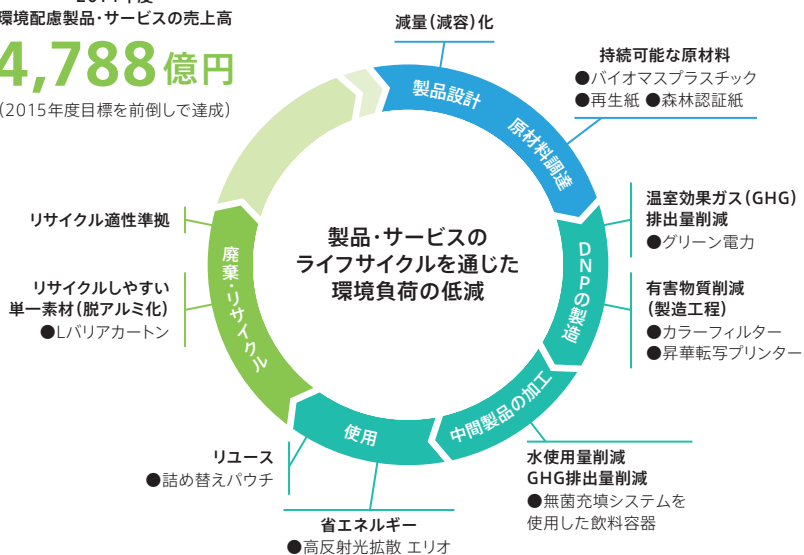 環境配慮製品・サービスの売上高
4,788億円
(2015年度目標を前倒しで達成)
減量(減容)化
持続可能な原材料
●バイオマスプラスチック
●再生紙 ●森林認証紙
製品設計
原材料調達
温室効果ガス(GHG)
排出量削減
●グリーン電力
DNPの製造
有害物質削減
(製造工程)
●カラーフィルター
●昇華転写プリンター
中間製品の加工
水使用量削減
GHG排出量削減
●無菌充填システムを
使用した飲料容器
使用
省エネルギー
●高反射光拡散 エリオ
リユース
●詰め替えパウチ
廃棄・リサイクル
リサイクルしやすい
単一素材(脱アルミ化)
●Lバリアカートン
リサイクル適性準拠
製品・サービスの
ライフサイクルを通じた
環境負荷の低減